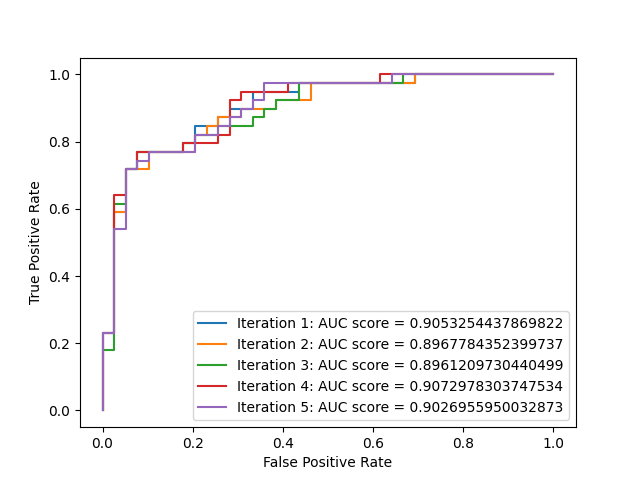 1.0
0.8
0.6
0.4
0.2
0.0
True Positive Rate
Iteration 1: AUC score = 0.9053254437869822
Iteration 2: AUC score = 0.8967784352399737
Iteration 3: AUC score = 0.8961209730440499
Iteration 4: AUC score = 0.9072978303747534
Iteration 5: AUC score = 0.9026955950032873
0.0 0.2 0.4 0.6 0.8 1.0
False Positive Rate